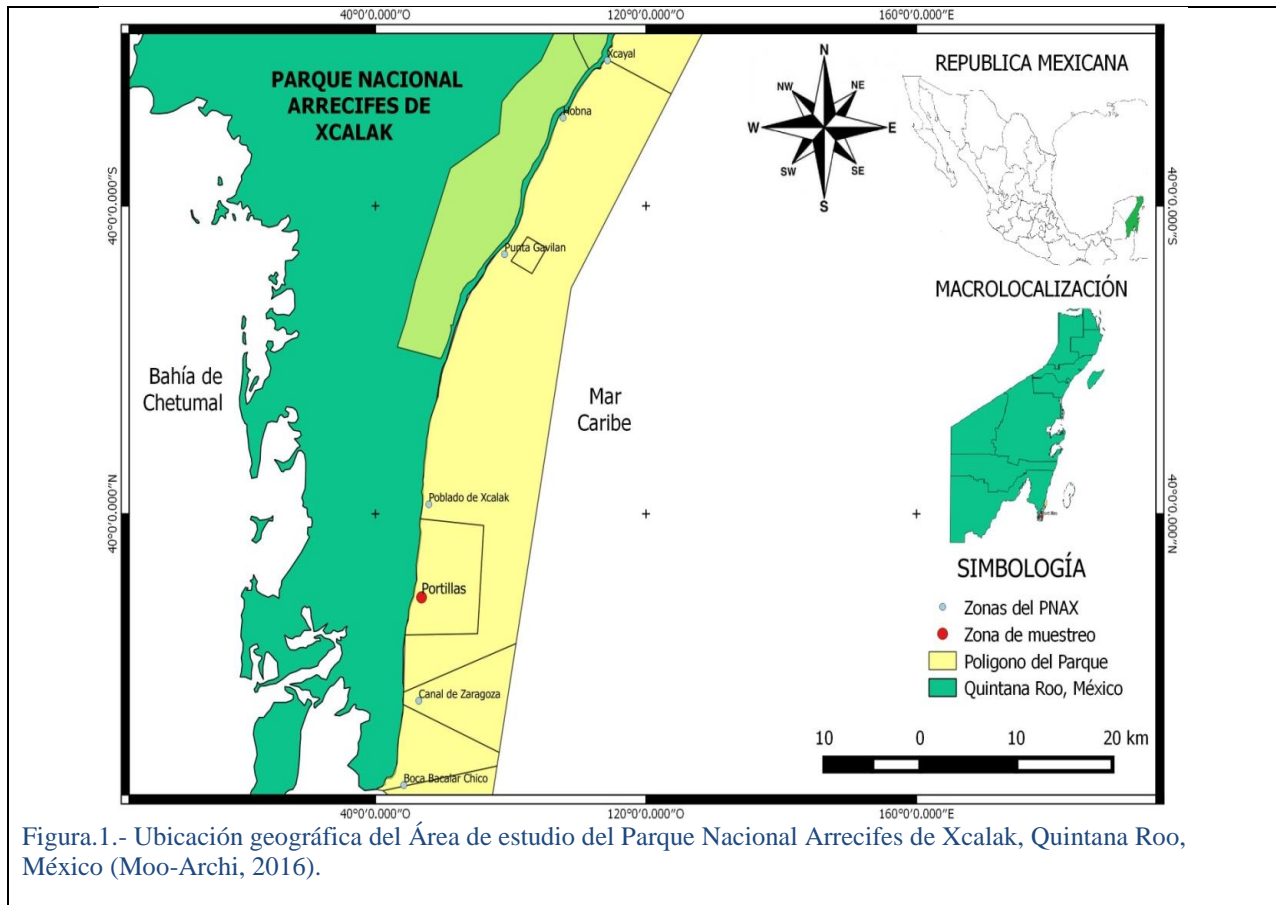 40°0'0.000"O
120°0'0.000"O
160°0'0.000"O
PARQUE NACIONAL
ARRECIFES DE
XCALAK
Xcayal
Hobna
Punta Gavilan
N
NE
E
SE
S
SW
W
NW
REPUBLICA MEXICANA
40°0'0.000"S
40°0'0.000"S
MACROLOCALIZACIÓN
Bahía de
Chetumal
Mar
Caribe
Poblado de Xcalak
40°0'0.000"N
40°0'0.000"N
Portillas
Canal de Zaragoza
Boca Bacalar Chico
SIMBOLOGÍA
Zonas del PNAX
Zona de muestreo
Poligono del Parque
Quintana Roo, México
10 0 10 20 km
40°0'0.000"O
120°0'0.000"O
160°0'0.000"O
Figura.1.- Ubicación geográfica del Área de estudio del Parque Nacional Arrecifes de Xcalak, Quintana Roo,
México (Moo-Archi, 2016).